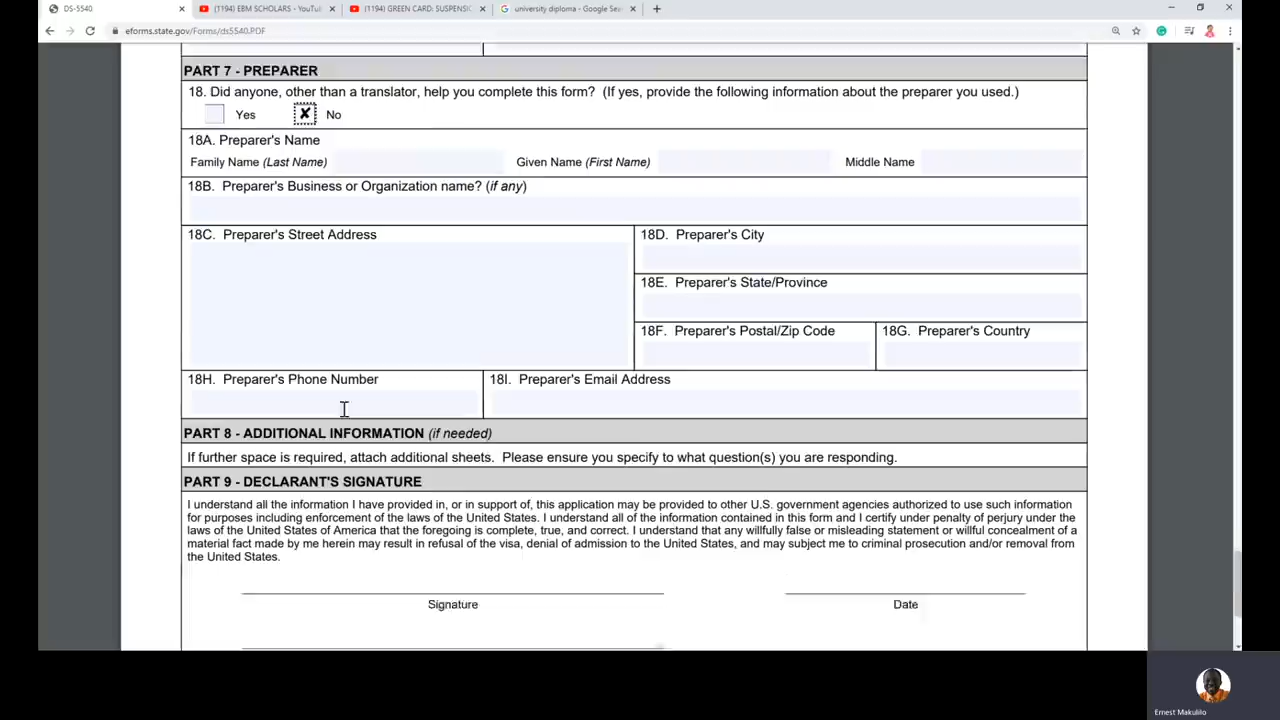 DS-5540
(1194) EBM SCHOLARS - YouTu
(1194) GREEN CARD: SUSPENSI
university diploma - Google Sea
eforms.state.gov/Forms/ds5540.PDF
PART 7 - PREPARER
18. Did anyone, other than a translator, help you complete this form? (If yes, provide the following information about the preparer you used.)
Yes ✗ No
18A. Preparer's Name
Family Name (Last Name) Given Name (First Name) Middle Name
18B. Preparer's Business or Organization name? (if any)
18C. Preparer's Street Address
18D. Preparer's City
18E. Preparer's State/Province
18F. Preparer's Postal/Zip Code
18G. Preparer's Country
18H. Preparer's Phone Number
18I. Preparer's Email Address
PART 8 - ADDITIONAL INFORMATION (if needed)
If further space is required, attach additional sheets. Please ensure you specify to what question(s) you are responding.
PART 9 - DECLARANT'S SIGNATURE
I understand all the information I have provided in, or in support of, this application may be provided to other U.S. government agencies authorized to use such information
for purposes including enforcement of the laws of the United States. I understand all of the information contained in this form and I certify under penalty of perjury under the
laws of the United States of America that the foregoing is complete, true, and correct. I understand that any willfully false or misleading statement or willful concealment of a
material fact made by me herein may result in refusal of the visa, denial of admission to the United States, and may subject me to criminal prosecution and/or removal from
the United States.
Signature
Date
Ernest Makulilo